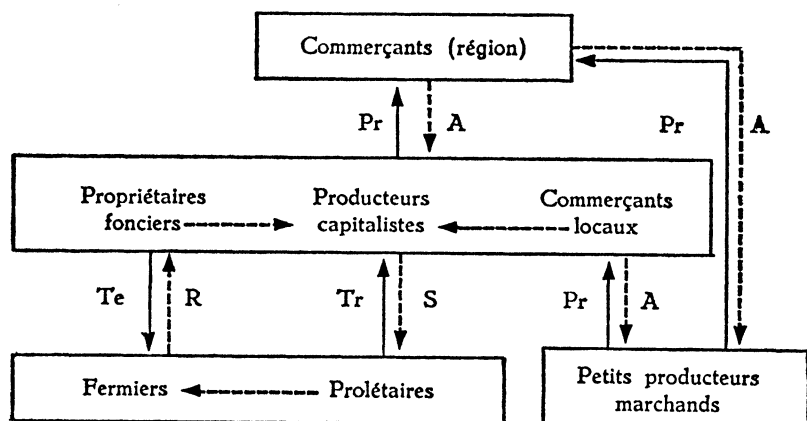 Commerçants (région)
Pr A Pr A
Propriétaires
fonciers
Producteurs
capitalistes
Commerçants
locaux
Te R Tr S Pr A
Fermiers Prolétaires
Petits producteurs
marchands